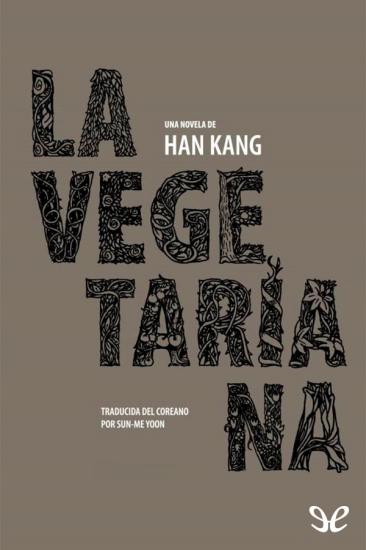 LA
UNA NOVELA DE
HAN KANG
VEGE
TARIA
NA
TRADUCIDA DEL COREANO
POR SUN-ME YOON